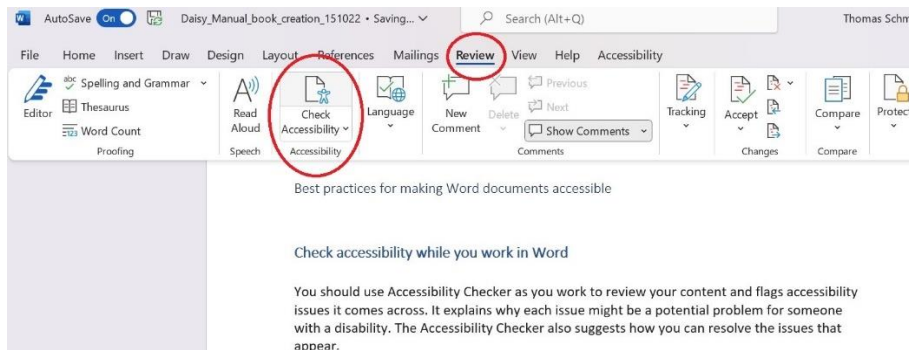 AutoSave On Daisy_Manual_book_creation_151022 • Saving... Search (Alt+Q) Thomas Schm
File Home Insert Draw Design Layout References Mailings Review View Help Accessibility
Editor
abc Spelling and Grammar
Thesaurus
123 Word Count
Proofing
Read Aloud
Speech
Check Accessibility
Accessibility
Language
New Comment
Delete
Previous
Next
Show Comments
Comments
Tracking
Accept
Changes
Compare
Compare
Protect
Best practices for making Word documents accessible
Check accessibility while you work in Word
You should use Accessibility Checker as you work to review your content and flags accessibility
issues it comes across. It explains why each issue might be a potential problem for someone
with a disability. The Accessibility Checker also suggests how you can resolve the issues that
appear.